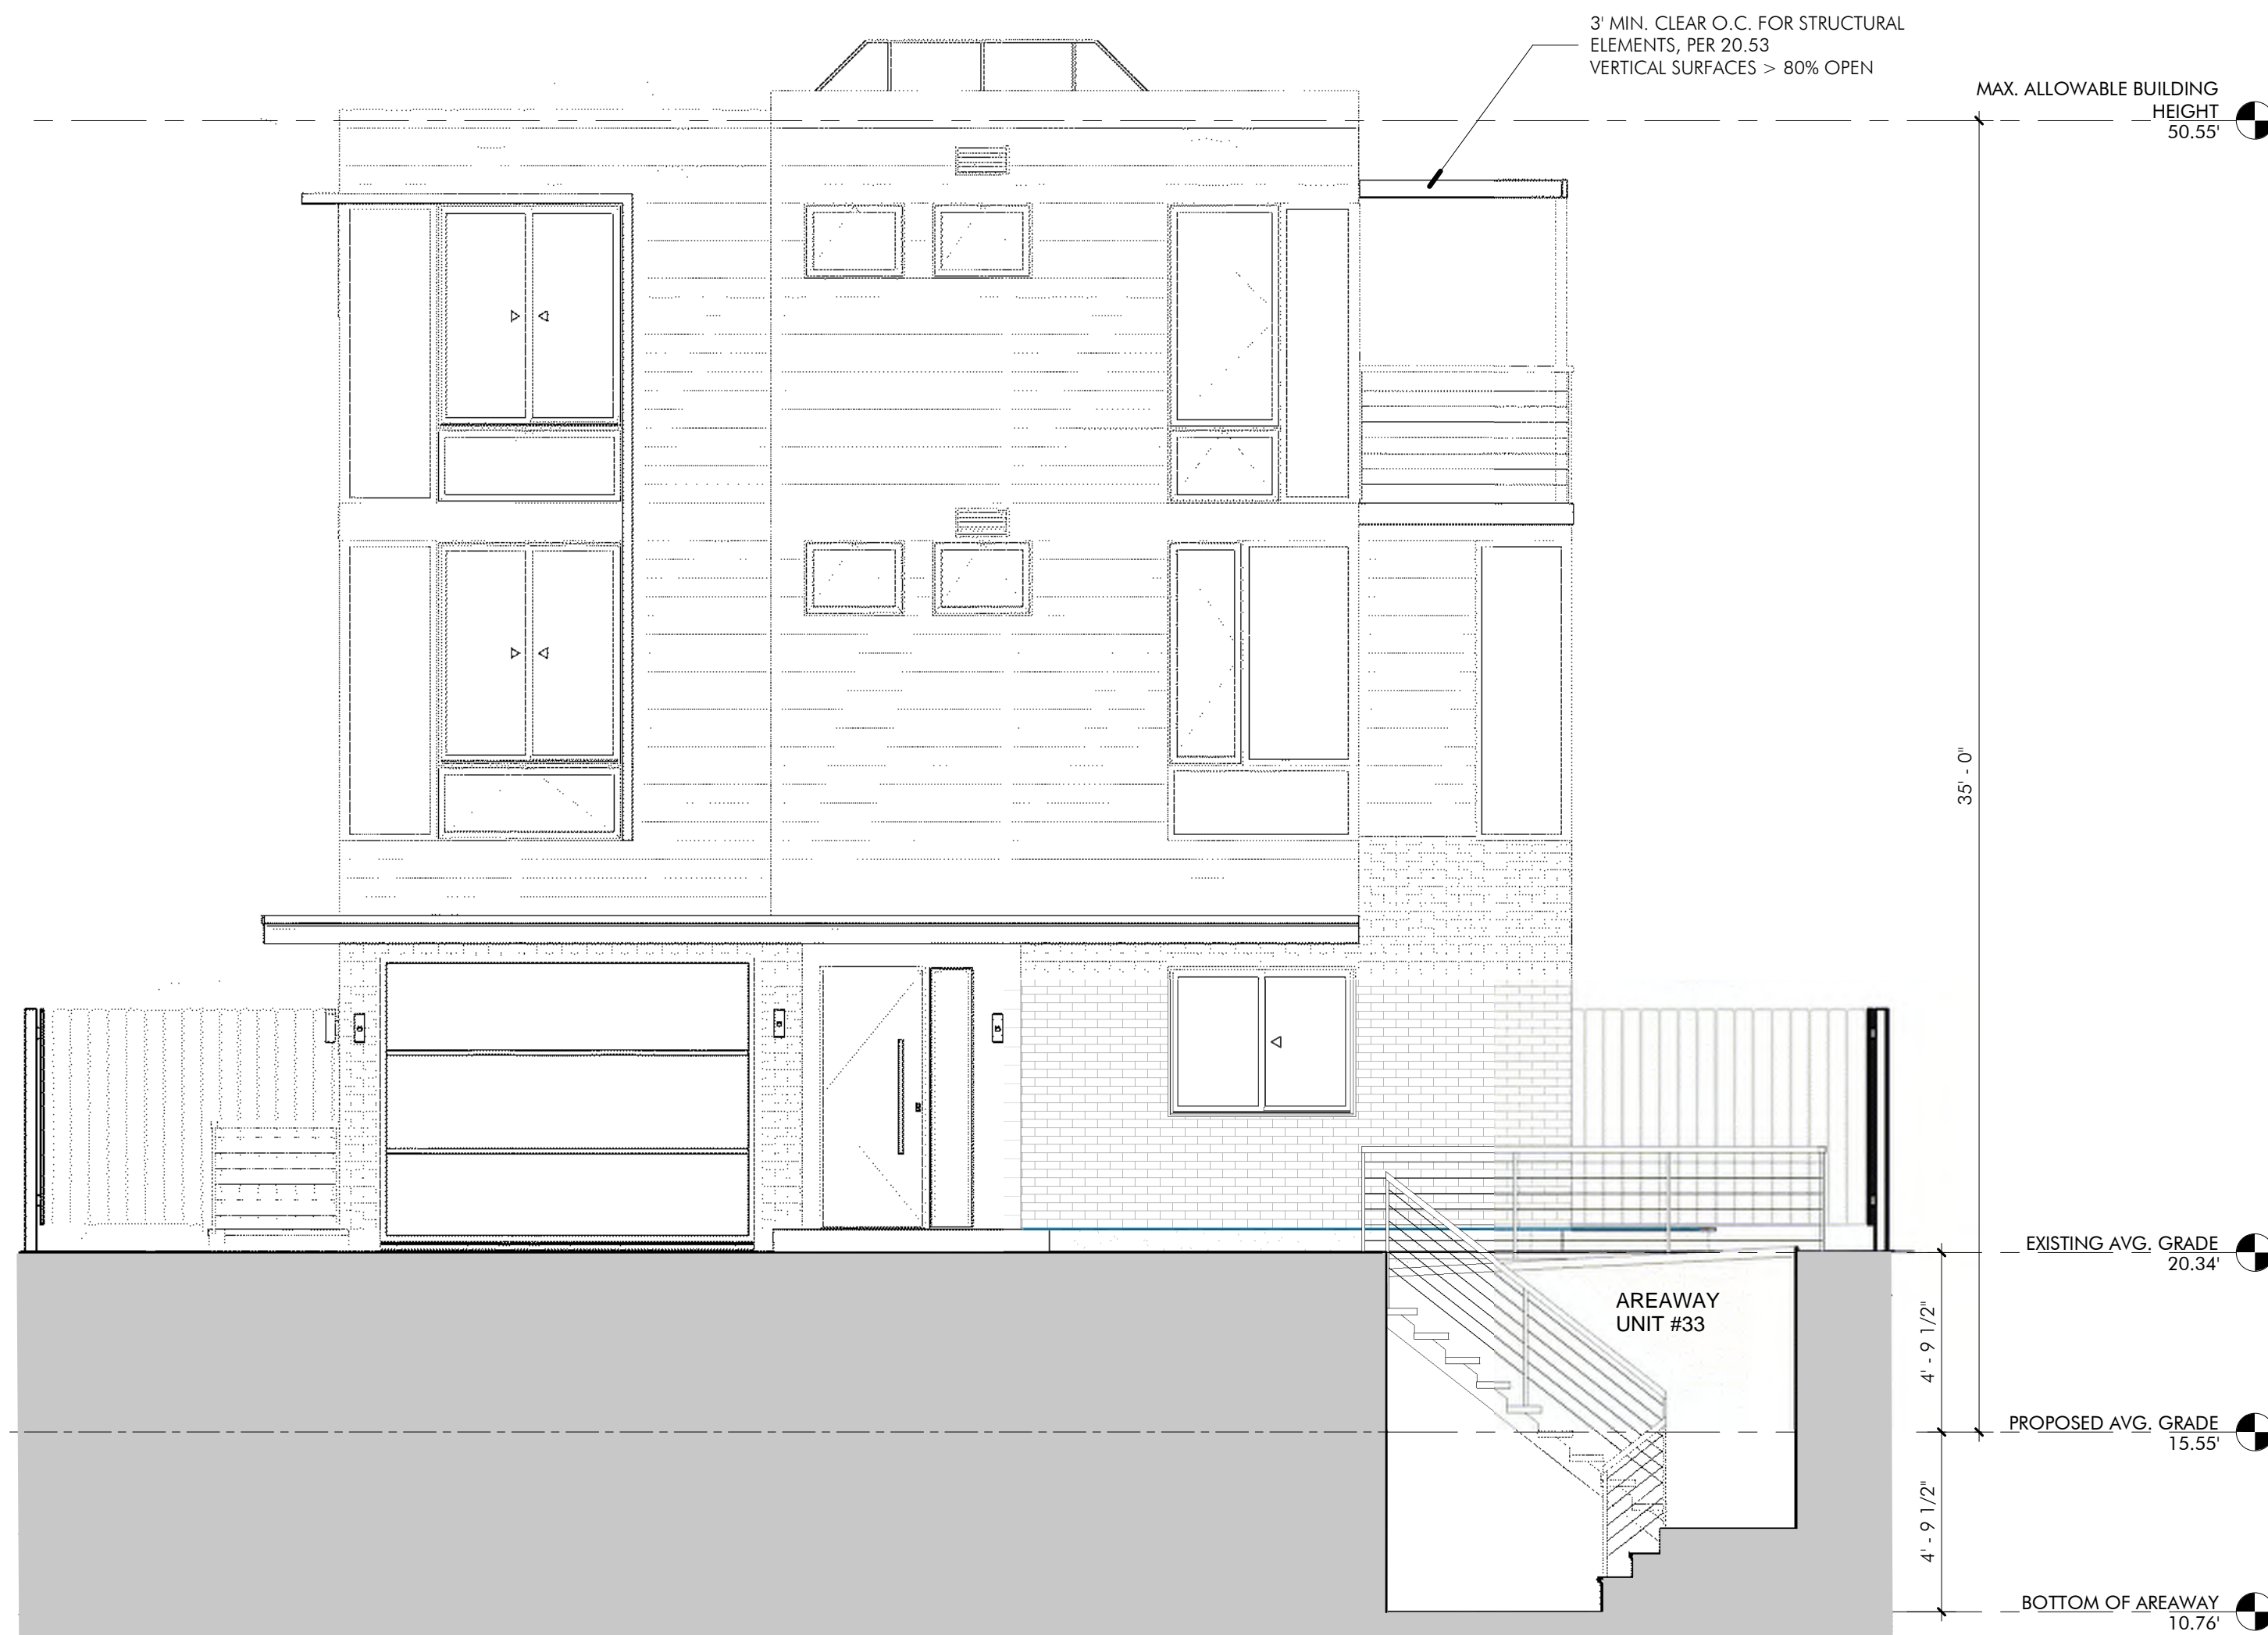 3' MIN. CLEAR O.C. FOR STRUCTURAL
ELEMENTS, PER 20.53
VERTICAL SURFACES > 80% OPEN
MAX. ALLOWABLE BUILDING
HEIGHT
50.55'
35' - 0"
EXISTING AVG. GRADE
20.34'
AREAWAY
UNIT #33
4' - 9 1/2"
PROPOSED AVG. GRADE
15.55'
4' - 9 1/2"
BOTTOM OF AREAWAY
10.76'